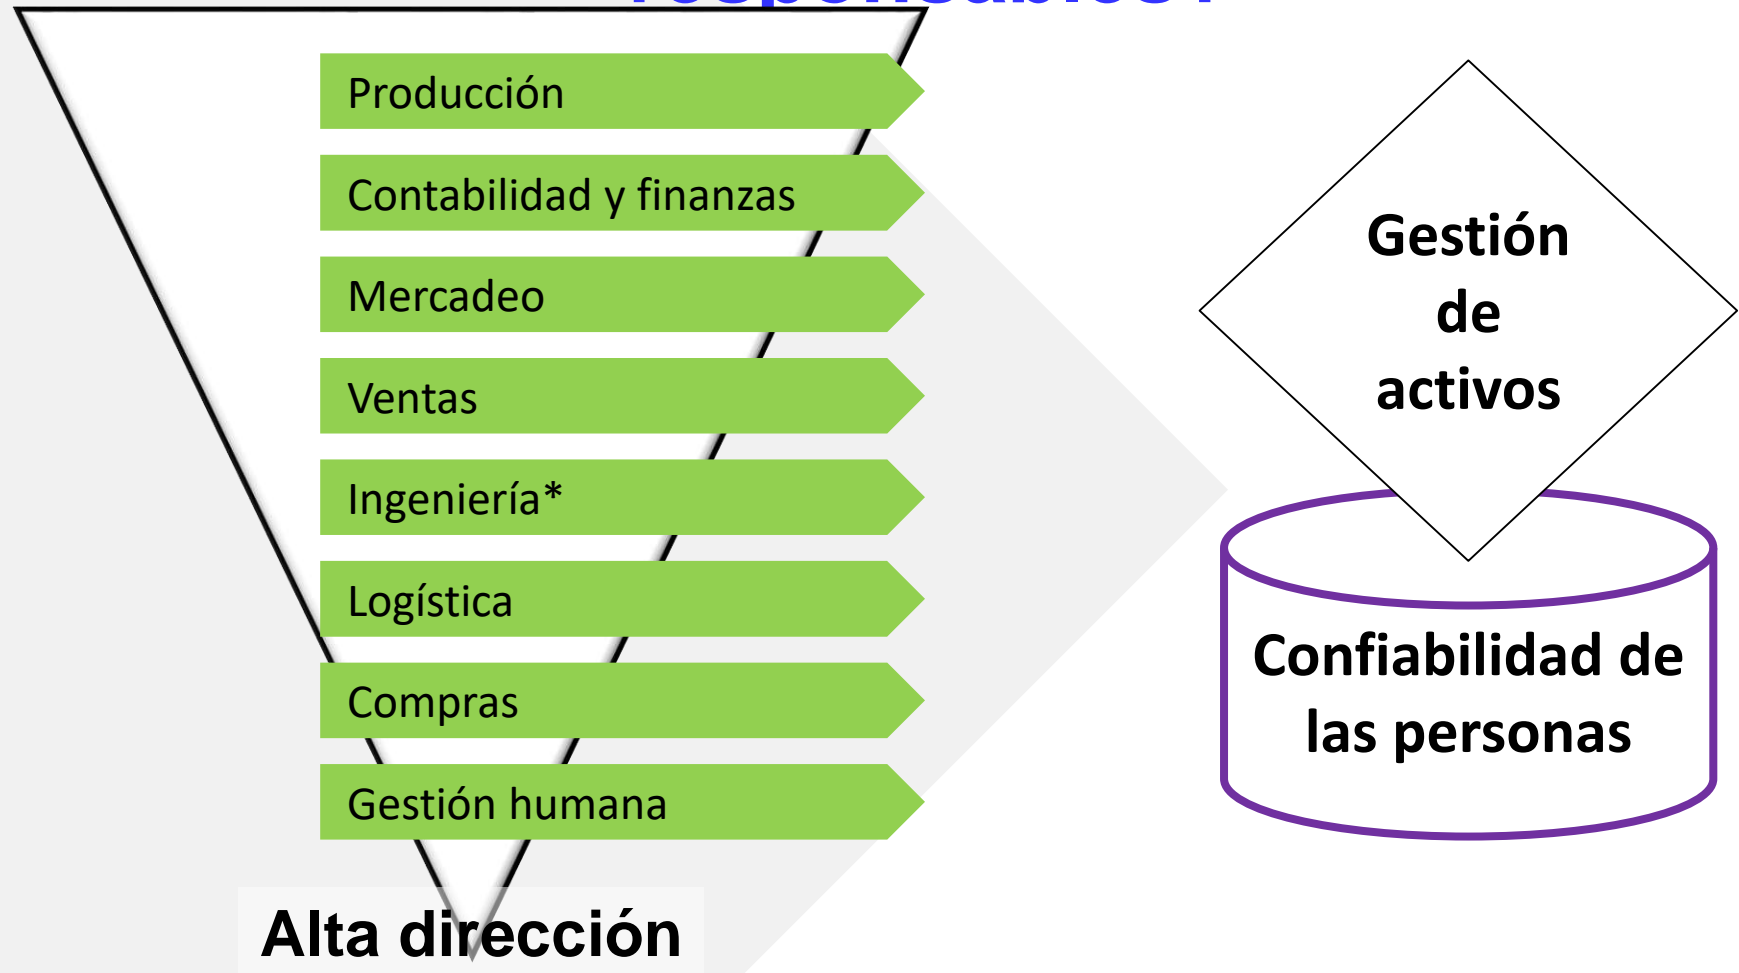 responsables?
Producción
Contabilidad y finanzas
Mercadeo
Ventas
Ingeniería*
Logística
Compras
Gestión humana
Alta dirección
Gestión
de
activos
Confiabilidad de
las personas